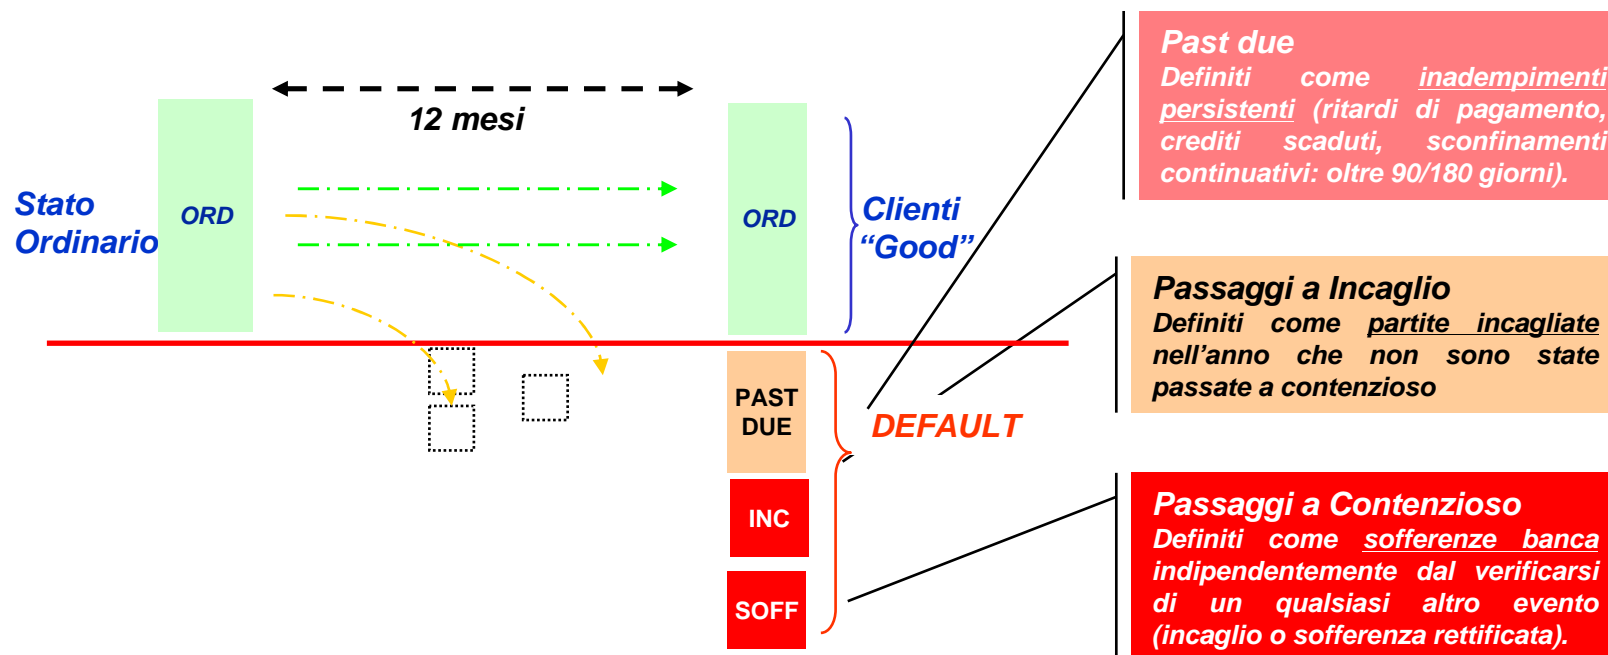 12 mesi
Stato
Ordinario
ORD
ORD
Clienti
“Good”
PAST
DUE
INC
SOFF
DEFAULT
Past due
Definiti come inadempimenti
persistenti (ritardi di pagamento,
crediti scaduti, sconfinamenti
continuativi: oltre 90/180 giorni).
Passaggi a Incaglio
Definiti come partite incagliate
nell’anno che non sono state
passate a contenzioso
Passaggi a Contenzioso
Definiti come sofferenze banca
indipendentemente dal verificarsi
di un qualsiasi altro evento
(incaglio o sofferenza rettificata).